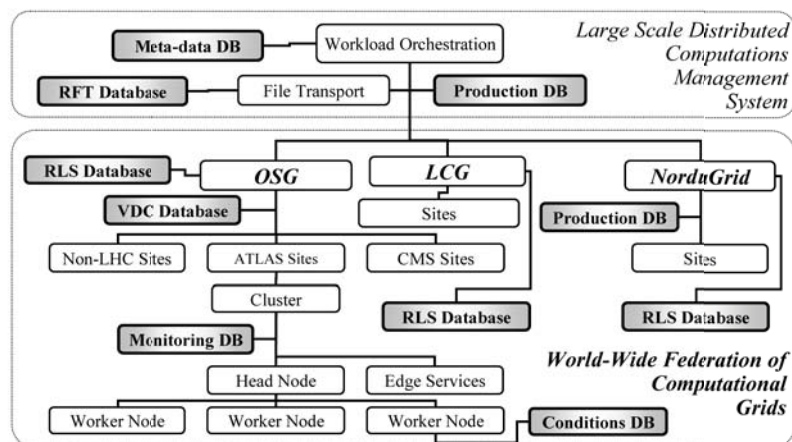 Meta-data DB
Workload Orchestration
Large Scale Distributed
Computations
Management
System
RFT Database
File Transport
Production DB
RLS Database
OSG
LCG
NorduGrid
VDC Database
Sites
Production DB
Non-LHC Sites
ATLAS Sites
CMS Sites
Sites
Cluster
RLS Database
RLS Database
Monitoring DB
World-Wide Federation of
Computational
Grids
Head Node
Edge Services
Worker Node
Worker Node
Worker Node
Conditions DB